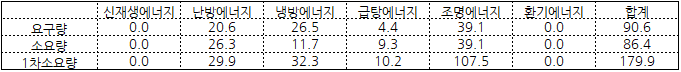 신재생에너지 난방에너지 냉방에너지 급탕에너지 조명에너지 환기에너지 합계
요구량 0.0 20.6 26.5 4.4 39.1 0.0 90.6
소요량 0.0 26.3 11.7 9.3 39.1 0.0 86.4
1차소요량 0.0 29.9 32.3 10.2 107.5 0.0 179.9